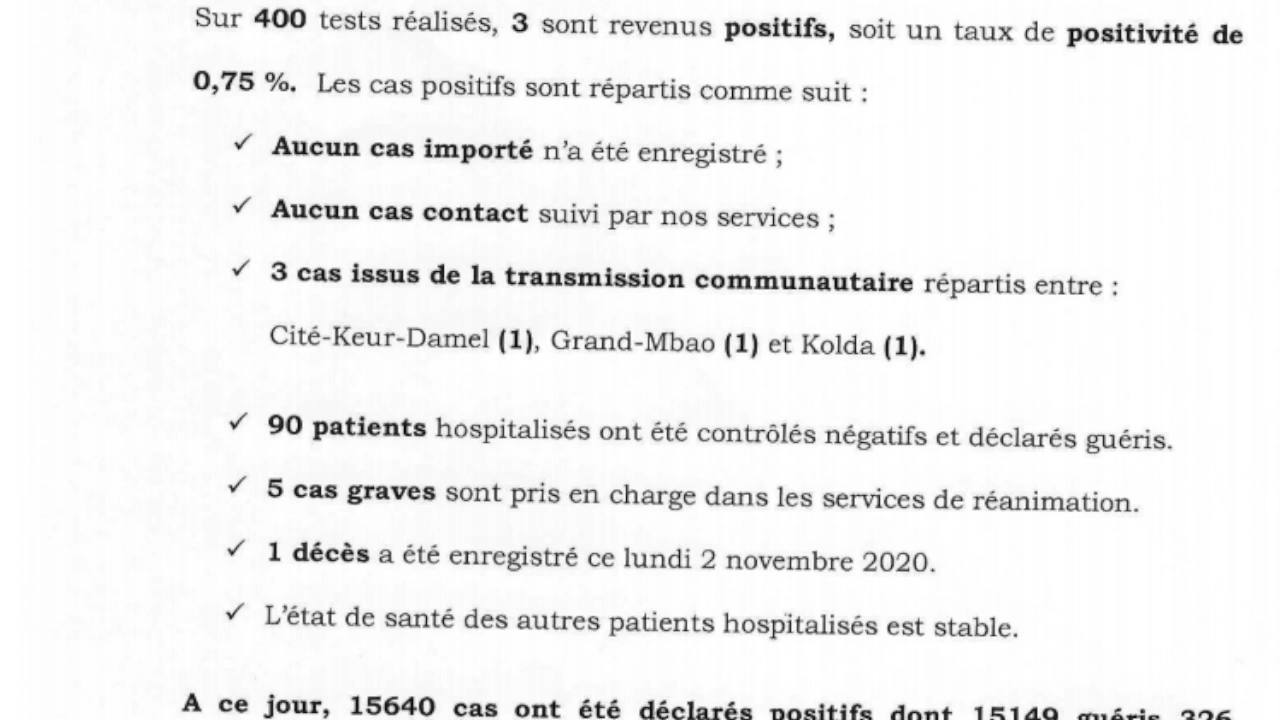 Sur 400 tests réalisés, 3 sont revenus positifs, soit un taux de positivité de
0,75 %. Les cas positifs sont répartis comme suit :
✓ Aucun cas importé n'a été enregistré ;
✓ Aucun cas contact suivi par nos services ;
✓ 3 cas issus de la transmission communautaire répartis entre :
Cité-Keur-Damel (1), Grand-Mbao (1) et Kolda (1).
✓ 90 patients hospitalisés ont été contrôlés négatifs et déclarés guéris.
✓ 5 cas graves sont pris en charge dans les services de réanimation.
✓ 1 décès a été enregistré ce lundi 2 novembre 2020.
✓ L'état de santé des autres patients hospitalisés est stable.
A ce jour, 15640 cas ont été déclarés positifs dont 15149 guéris 326